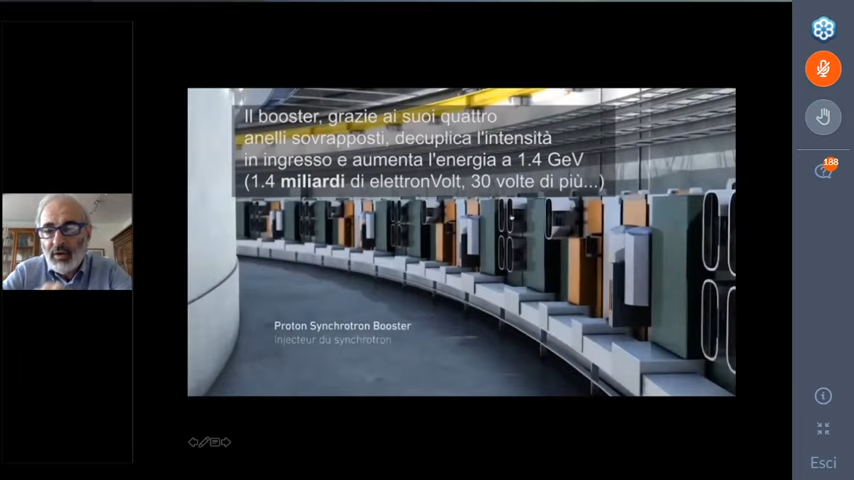 Il booster, grazie ai suoi quattro
anelli sovrapposti, decuplica l'intensità
in ingresso e aumenta l'energia a 1.4 GeV
(1.4 miliardi di elettronVolt, 30 volte di più...)
Proton Synchrotron Booster
Injecteur du synchrotron
188
Esci